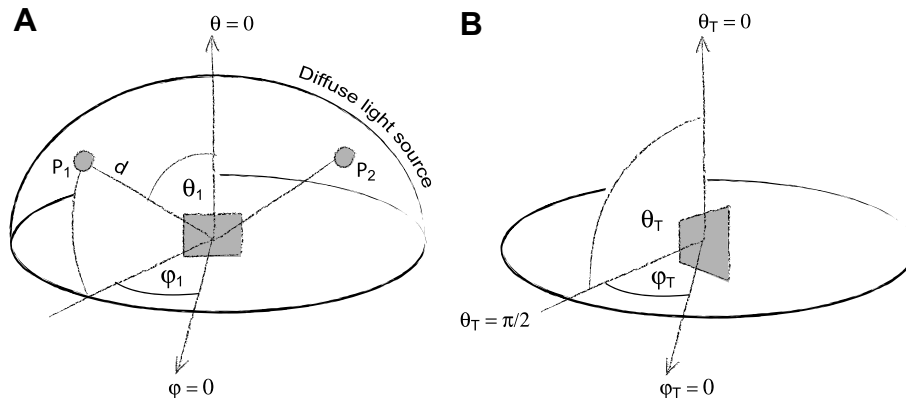 A
θ = 0
Diffuse light source
P1
d
P2
θ1
φ1
φ = 0
B
θT = 0
θT
φT
θT = π/2
φT = 0